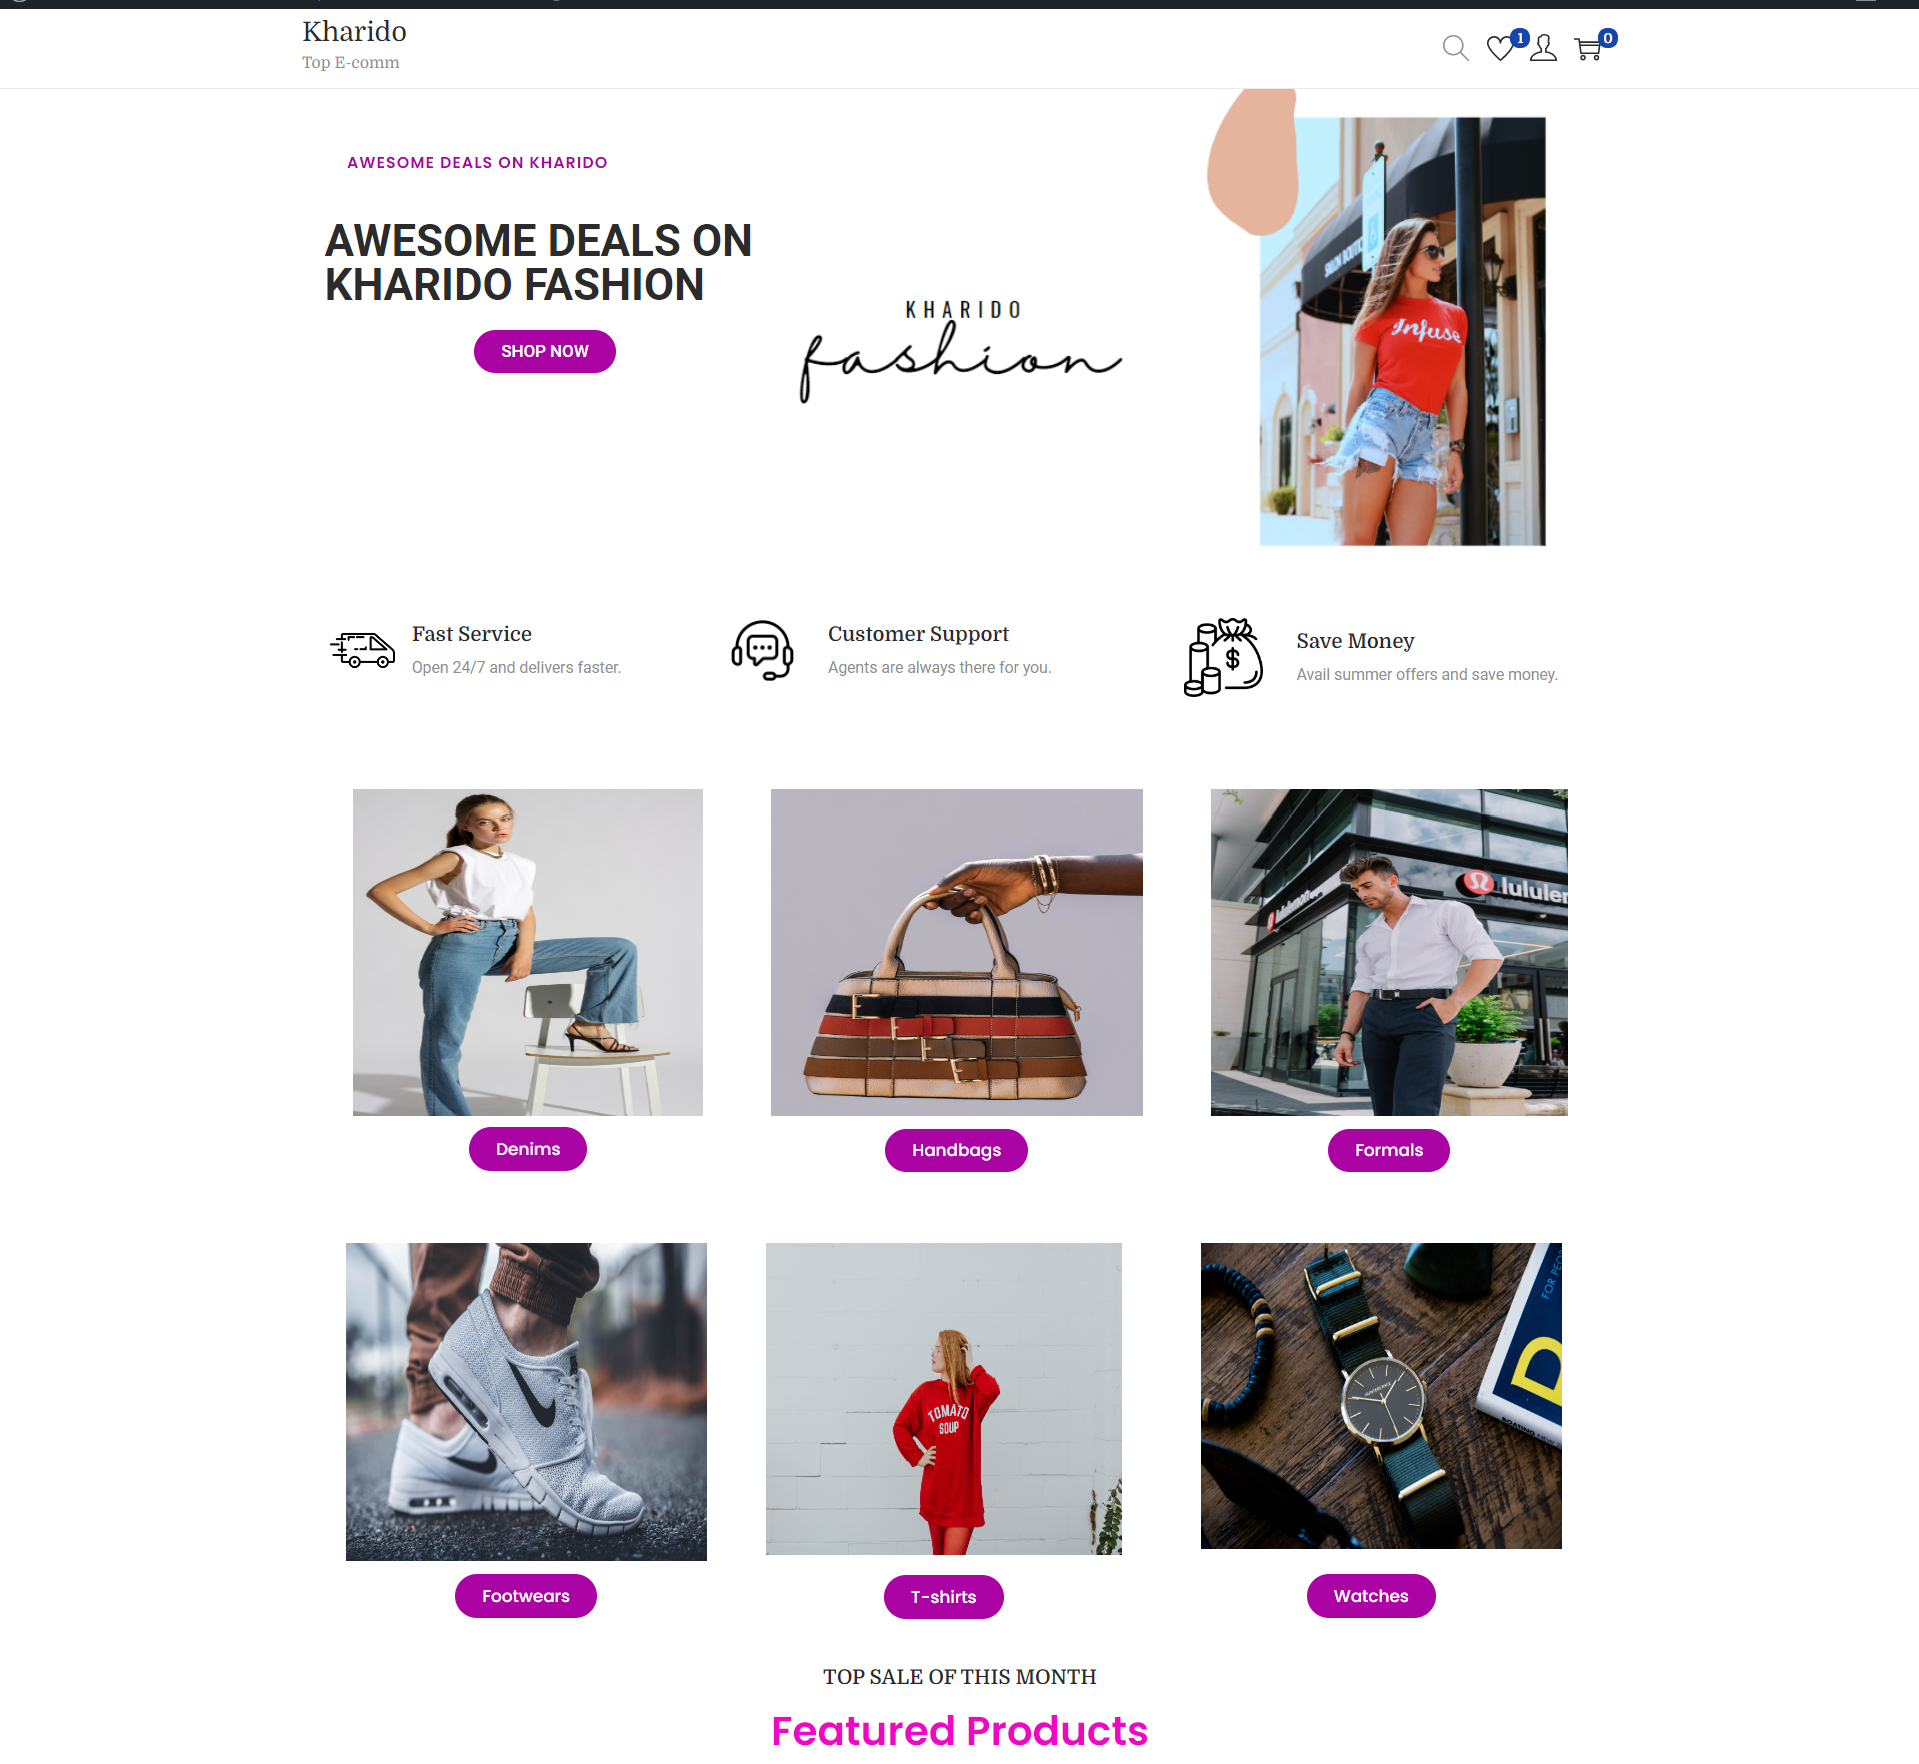 Kharido
Top E-comm
1
0
AWESOME DEALS ON KHARIDO
AWESOME DEALS ON
KHARIDO FASHION
SHOP NOW
KHARIDO
fashion
Infuse
Fast Service
Open 24/7 and delivers faster.
Customer Support
Agents are always there for you.
$
Save Money
Avail summer offers and save money.
lululem
Denims
Handbags
Formals
FOR PEO
TOMATO
SOUP
Footwears
T-shirts
Watches
TOP SALE OF THIS MONTH
Featured Products